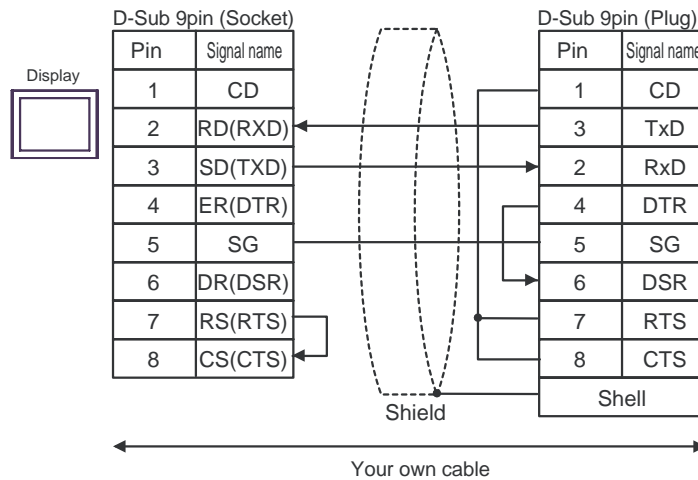 D-Sub 9pin (Socket) D-Sub 9pin (Plug)
Pin Signal name Pin Signal name
Display
1 CD 1 CD
2 RD(RXD) 3 TxD
3 SD(TXD) 2 RxD
4 ER(DTR) 4 DTR
5 SG 5 SG
6 DR(DSR) 6 DSR
7 RS(RTS) 7 RTS
8 CS(CTS) 8 CTS
Shell
Shield
Your own cable